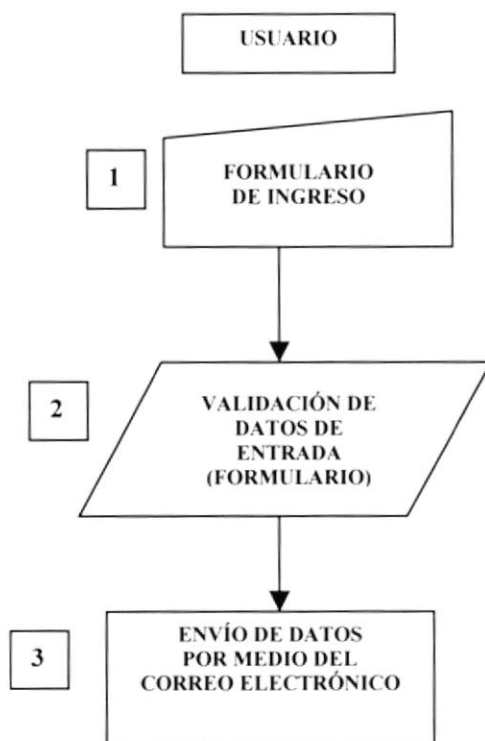 USUARIO
1
FORMULARIO
DE INGRESO
2
VALIDACIÓN DE
DATOS DE
ENTRADA
(FORMULARIO)
3
ENVÍO DE DATOS
POR MEDIO DEL
CORREO ELECTRÓNICO